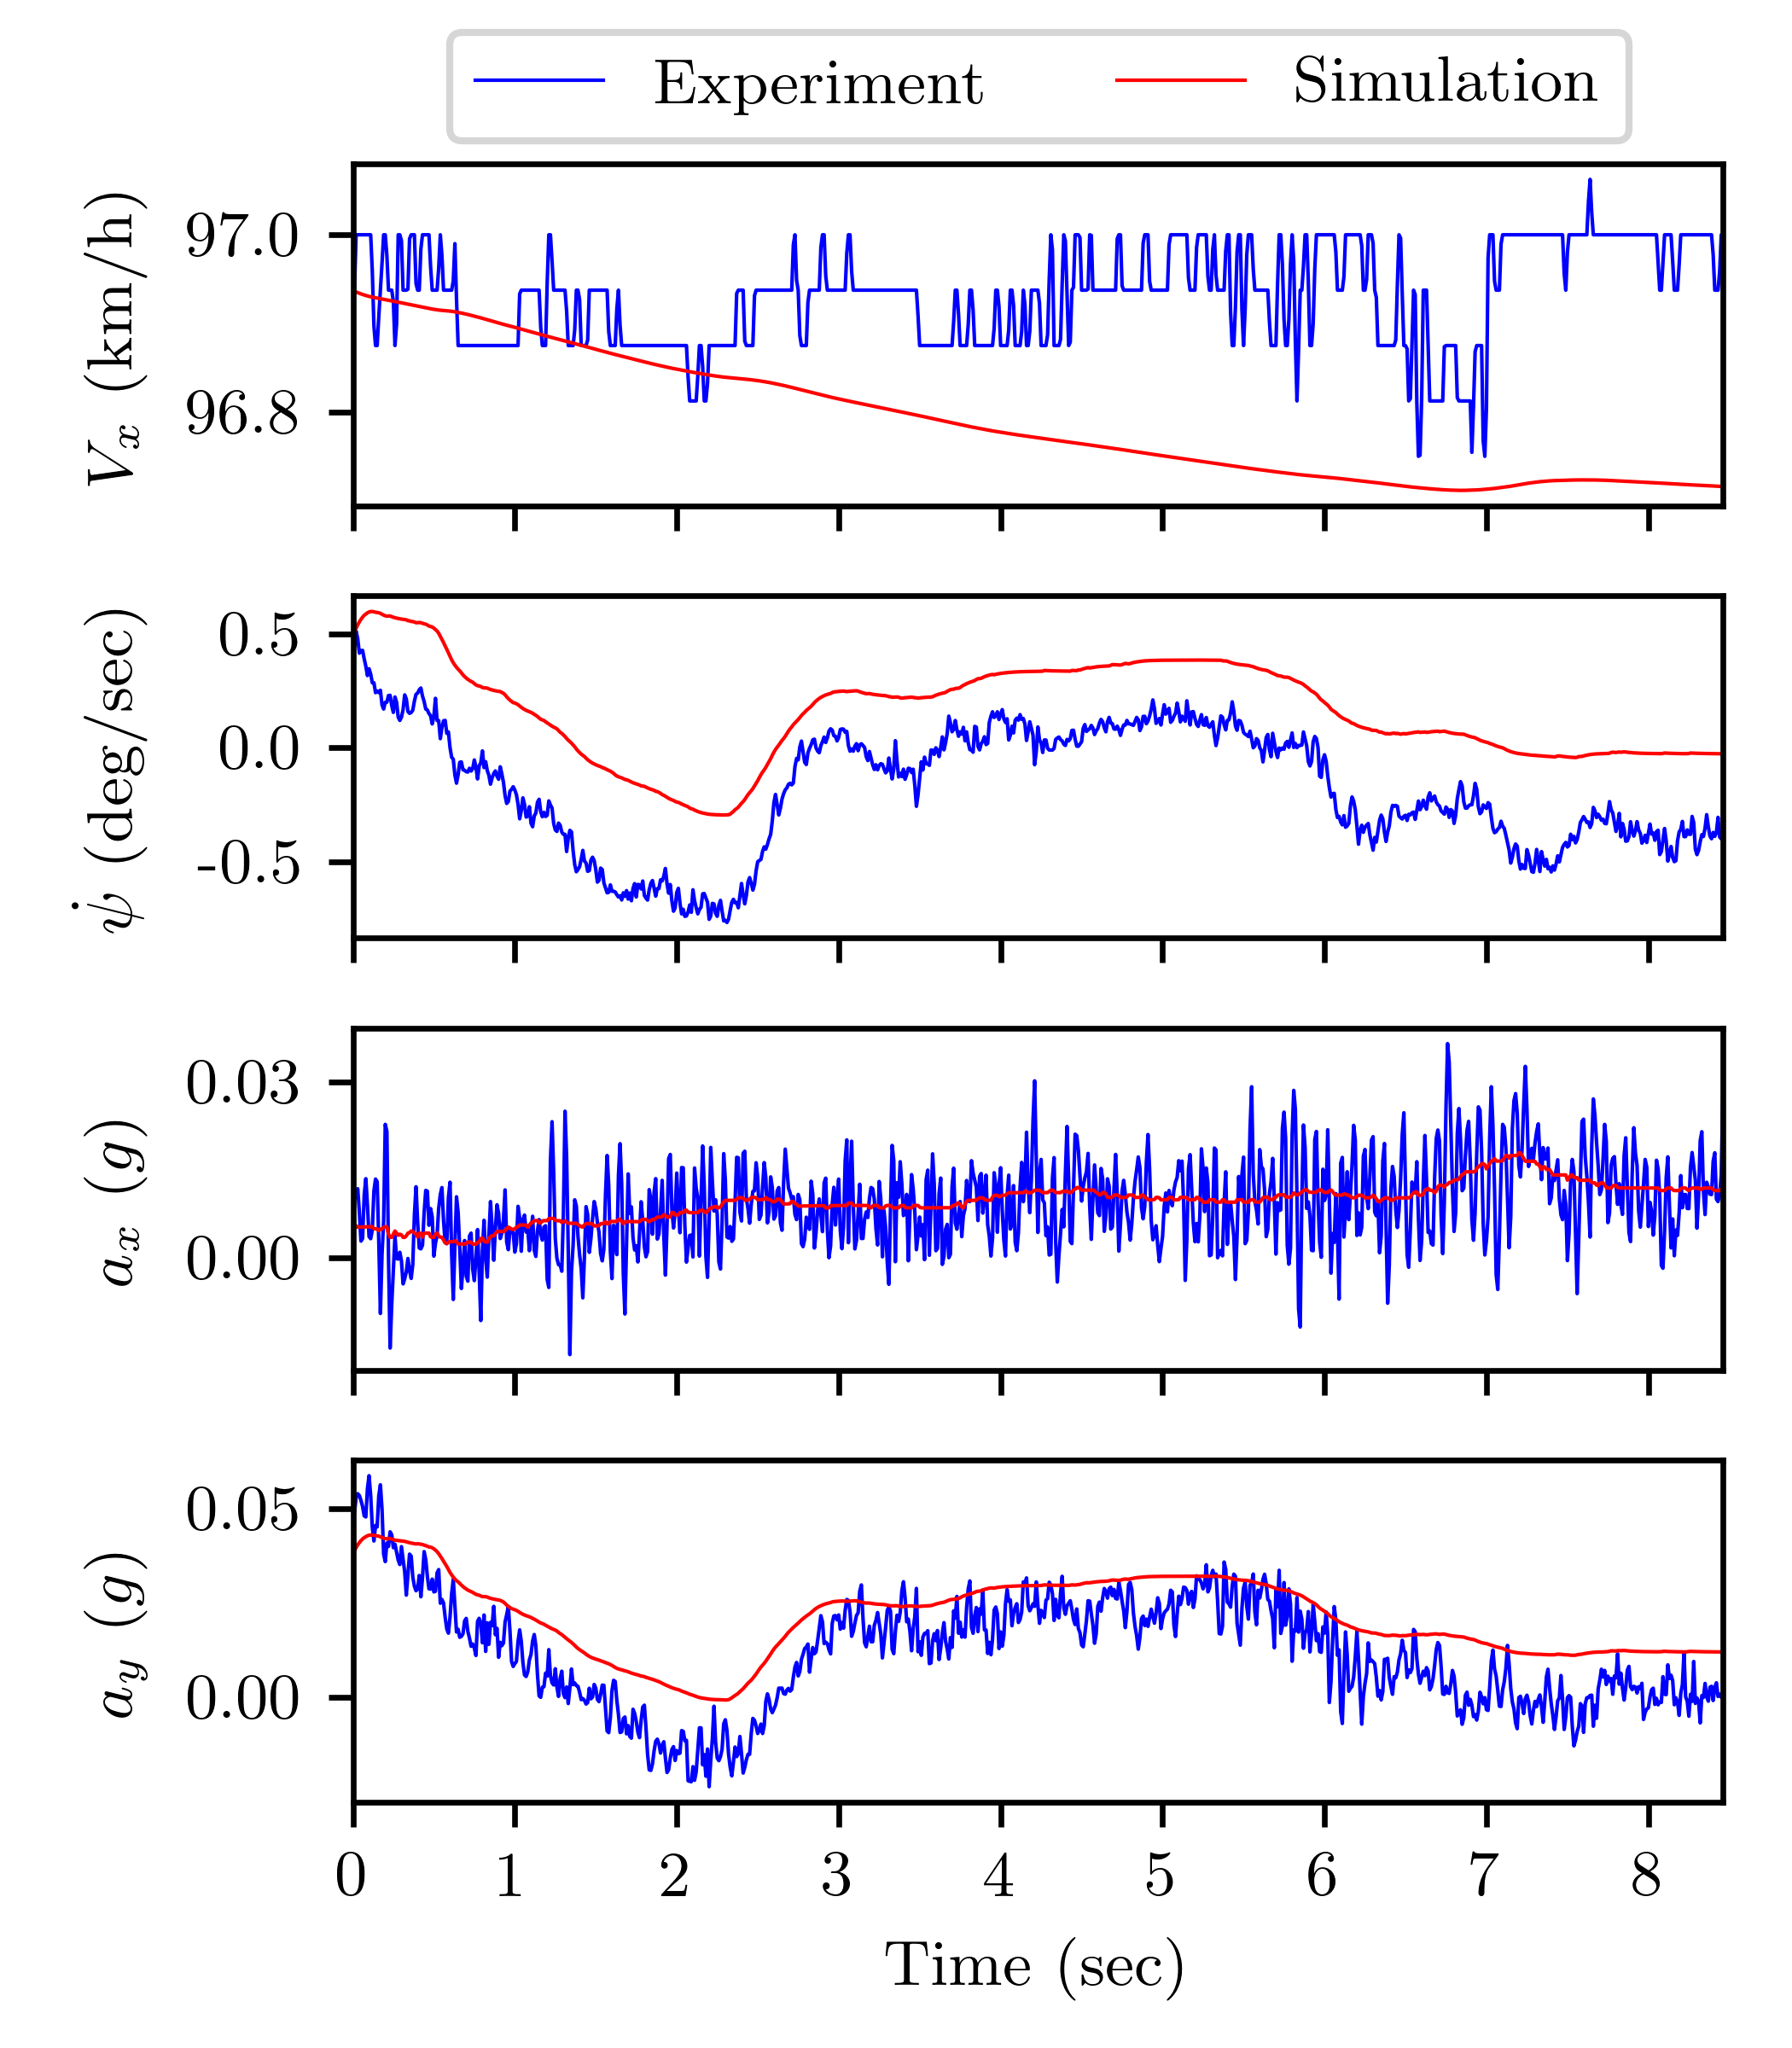 Experiment Simulation
97.0
96.8
V_x (km/h)
0.5
0.0
-0.5
ψ̇ (deg/sec)
0.03
0.00
a_x (g)
0.05
0.00
a_y (g)
0 1 2 3 4 5 6 7 8
Time (sec)